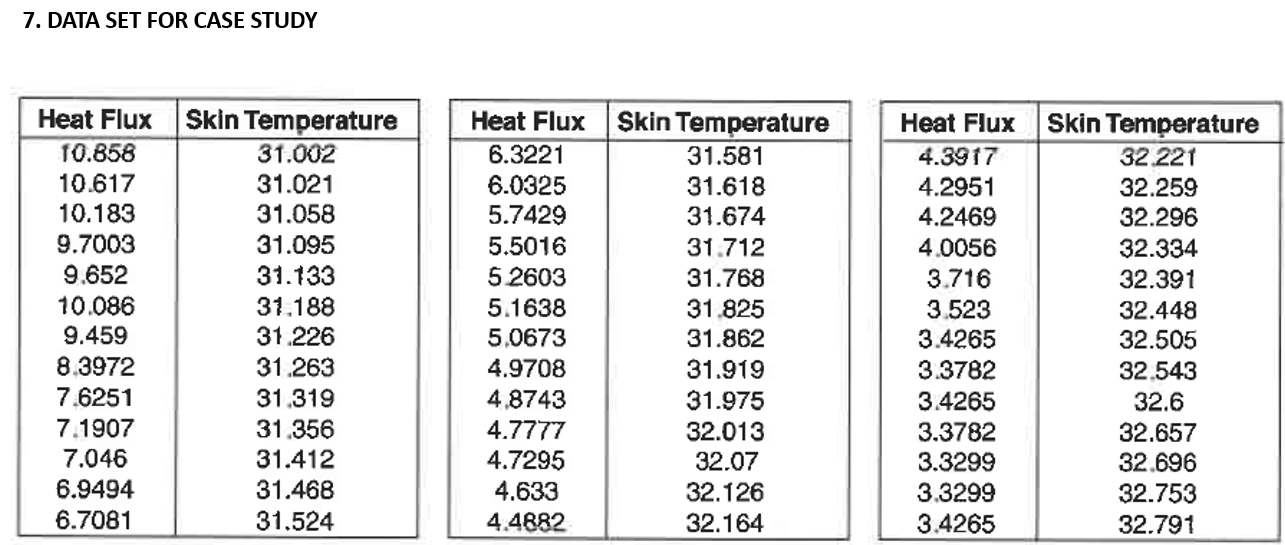 7. DATA SET FOR CASE STUDY
Heat Flux Skin Temperature Heat Flux Skin Temperature Heat Flux Skin Temperature
10.858 31.002 6.3221 31.581 4.3917 32.221
10.617 31.021 6.0325 31.618 4.2951 32.259
10.183 31.058 5.7429 31.674 4.2469 32.296
9.7003 31.095 5.5016 31.712 4.0056 32.334
9.652 31.133 5.2603 31.768 3.716 32.391
10.086 31.188 5.1638 31.825 3.523 32.448
9.459 31.226 5.0673 31.862 3.4265 32.505
8.3972 31.263 4.9708 31.919 3.3782 32.543
7.6251 31.319 4.8743 31.975 3.4265 32.6
7.1907 31.356 4.7777 32.013 3.3782 32.657
7.046 31.412 4.7295 32.07 3.3299 32.696
6.9494 31.468 4.633 32.126 3.3299 32.753
6.7081 31.524 4.4882 32.164 3.4265 32.791